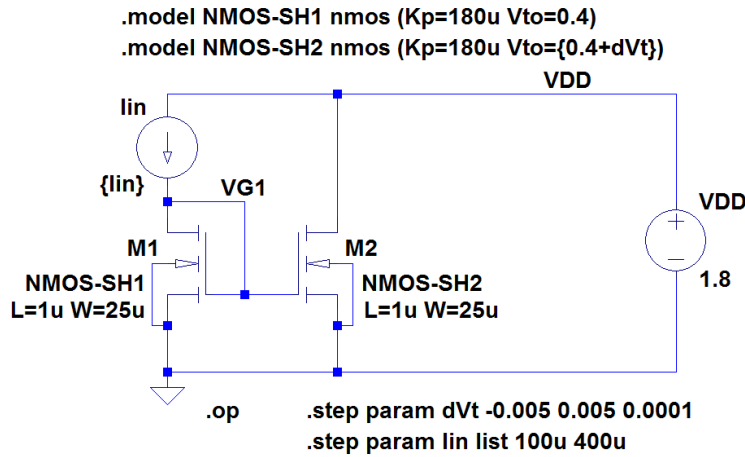 .model NMOS-SH1 nmos (Kp=180u Vto=0.4)
.model NMOS-SH2 nmos (Kp=180u Vto={0.4+dVt})
VDD
Iin
{Iin}
VG1
VDD
+
−
1.8
M1
M2
NMOS-SH1
L=1u W=25u
NMOS-SH2
L=1u W=25u
.op
.step param dVt -0.005 0.005 0.0001
.step param Iin list 100u 400u